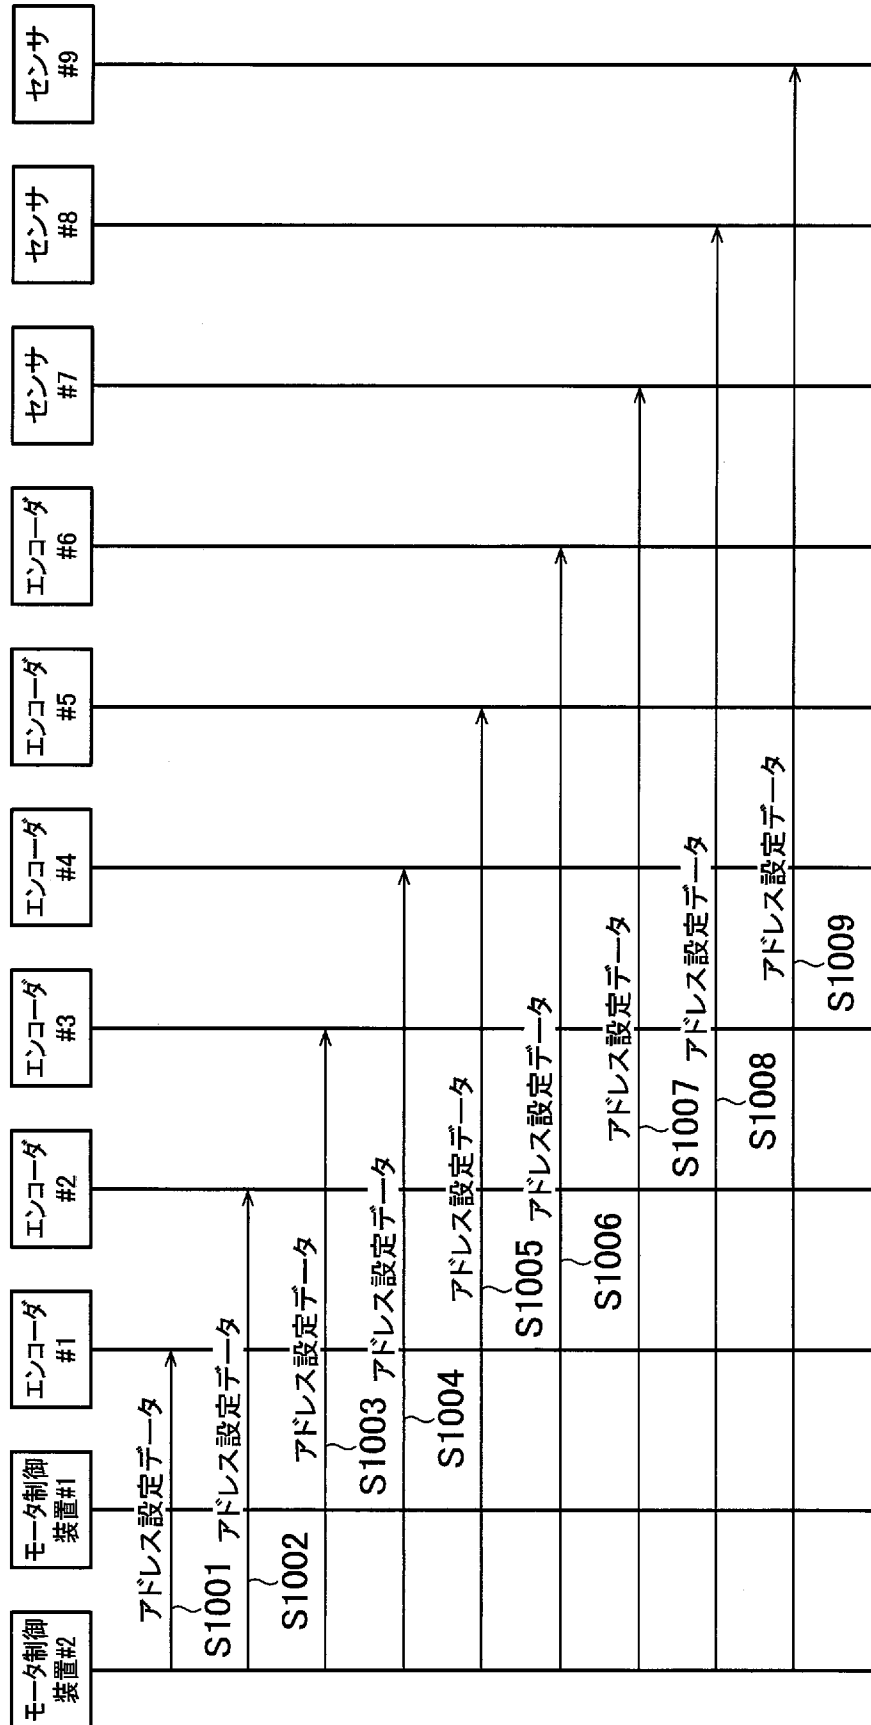 モータ制御
装置#2
モータ制御
装置#1
エンコーダ
#1
エンコーダ
#2
エンコーダ
#3
エンコーダ
#4
エンコーダ
#5
エンコーダ
#6
センサ
#7
センサ
#8
センサ
#9
アドレス設定データ
S1001
アドレス設定データ
S1002
アドレス設定データ
S1003
アドレス設定データ
S1004
アドレス設定データ
S1005
アドレス設定データ
S1006
アドレス設定データ
S1007
アドレス設定データ
S1008
アドレス設定データ
S1009